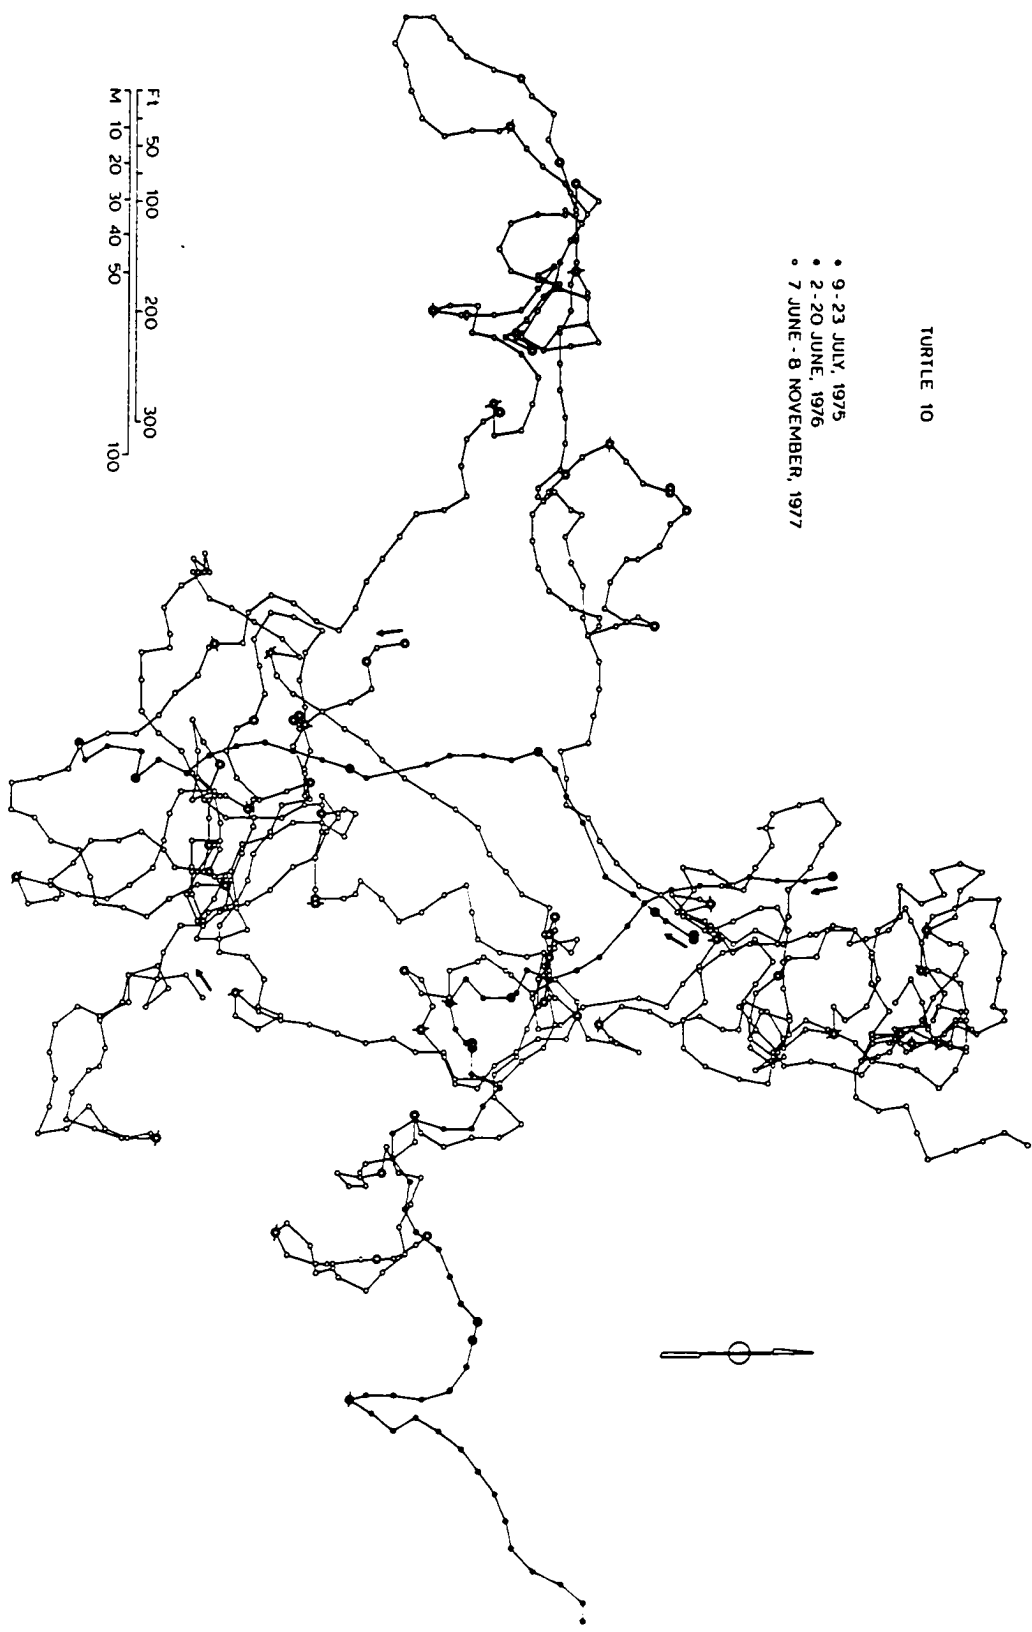 TURTLE 10
• 9-23 JULY, 1975
• 2-20 JUNE, 1976
○ 7 JUNE - 8 NOVEMBER, 1977
Ft 50 100 200 300
M 10 20 30 40 50 100